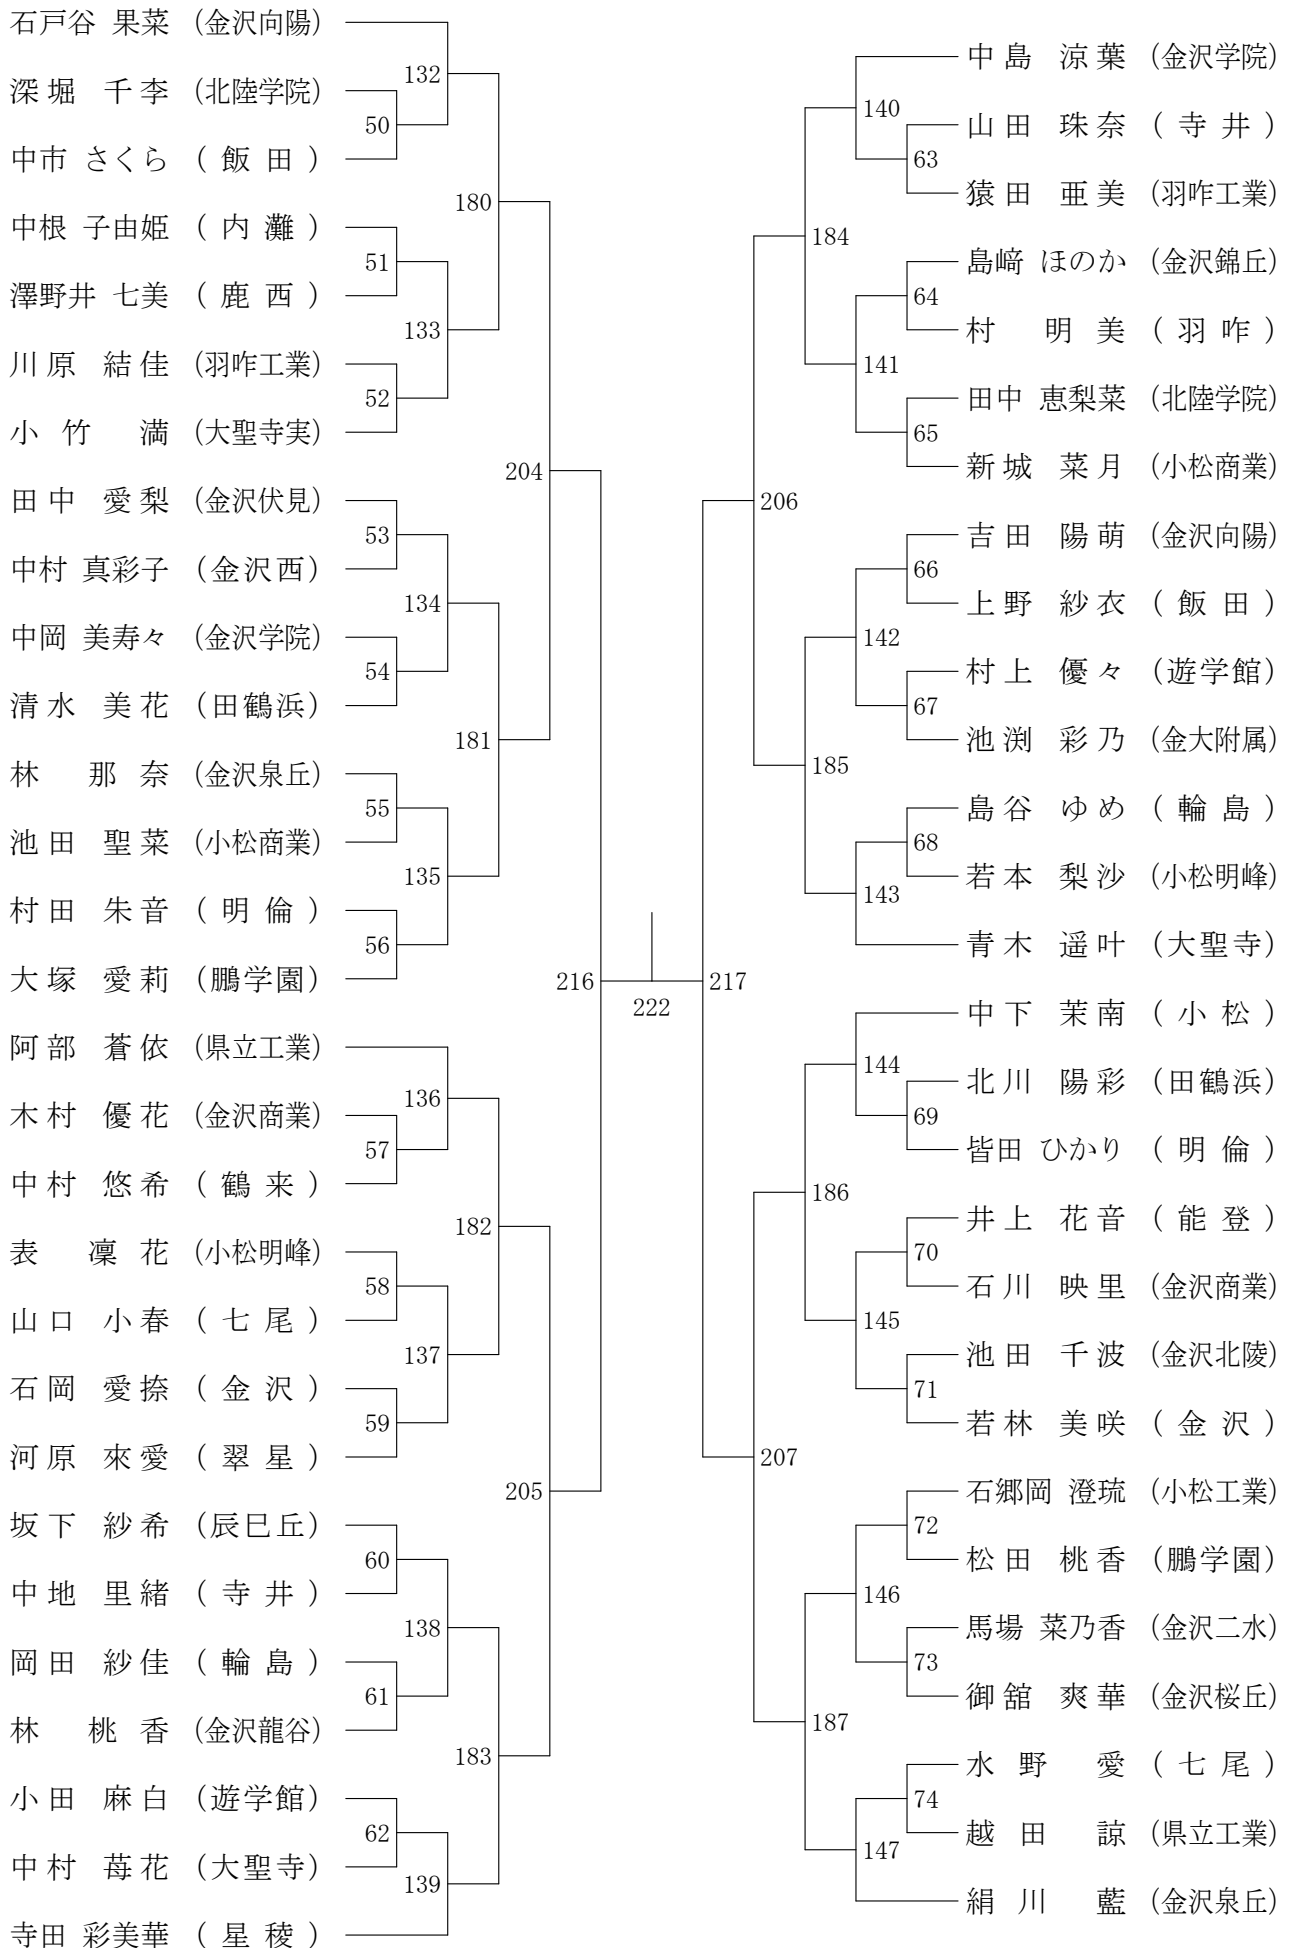 石戸谷 果菜 (金沢向陽)
132
深堀 千李 (北陸学院)
50
中市 さくら ( 飯田 )
180
中根 子由姫 ( 内灘 )
51
澤野井 七美 ( 鹿西 )
133
川原 結佳 (羽咋工業)
52
小竹 満 (大聖寺実)
204
田中 愛梨 (金沢伏見)
53
中村 真彩子 (金沢西)
134
中岡 美寿々 (金沢学院)
54
清水 美花 (田鶴浜)
181
林 那奈 (金沢泉丘)
55
池田 聖菜 (小松商業)
135
村田 朱音 ( 明倫 )
56
大塚 愛莉 (鵬学園)
216
222
阿部 蒼依 (県立工業)
136
木村 優花 (金沢商業)
57
中村 悠希 ( 鶴来 )
182
表 凜花 (小松明峰)
58
山口 小春 ( 七尾 )
137
石岡 愛捺 ( 金沢 )
59
河原 來愛 ( 翠星 )
205
坂下 紗希 (辰巳丘)
60
中地 里緒 ( 寺井 )
138
岡田 紗佳 ( 輪島 )
61
林 桃香 (金沢龍谷)
183
小田 麻白 (遊学館)
62
中村 苺花 (大聖寺)
139
寺田 彩美華 ( 星稜 )
中島 涼葉 (金沢学院)
140
山田 珠奈 ( 寺井 )
63
猿田 亜美 (羽咋工業)
184
島﨑 ほのか (金沢錦丘)
64
村 明美 ( 羽咋 )
141
田中 恵梨菜 (北陸学院)
65
新城 菜月 (小松商業)
206
吉田 陽萌 (金沢向陽)
66
上野 紗衣 ( 飯田 )
142
村上 優々 (遊学館)
67
池渕 彩乃 (金大附属)
185
島谷 ゆめ ( 輪島 )
68
若本 梨沙 (小松明峰)
143
青木 遥叶 (大聖寺)
217
中下 茉南 ( 小松 )
144
北川 陽彩 (田鶴浜)
69
皆田 ひかり ( 明倫 )
186
井上 花音 ( 能登 )
70
石川 映里 (金沢商業)
145
池田 千波 (金沢北陵)
71
若林 美咲 ( 金沢 )
207
石郷岡 澄琉 (小松工業)
72
松田 桃香 (鵬学園)
146
馬場 菜乃香 (金沢二水)
73
御舘 爽華 (金沢桜丘)
187
水野 愛 ( 七尾 )
74
越田 諒 (県立工業)
147
絹川 藍 (金沢泉丘)